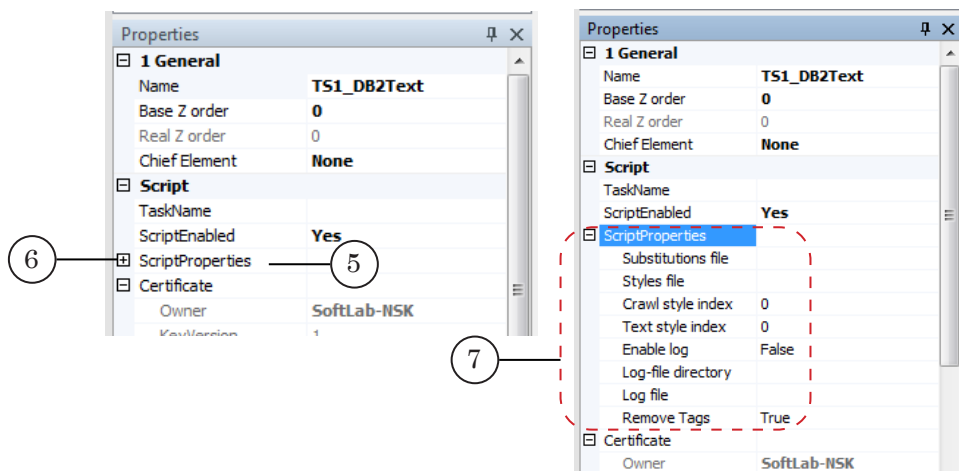 Properties
1 General
Name TS1_DB2Text
Base Z order 0
Real Z order 0
Chief Element None
Script
TaskName
ScriptEnabled Yes
6 ScriptProperties 5
Certificate
Owner SoftLab-NSK
KeyVersion 1
Properties
1 General
Name TS1_DB2Text
Base Z order 0
Real Z order 0
Chief Element None
Script
TaskName
ScriptEnabled Yes
ScriptProperties
Substitutions file
Styles file
Crawl style index 0
Text style index 0
Enable log False
7
Log-file directory
Log file
Remove Tags True
Certificate
Owner SoftLab-NSK